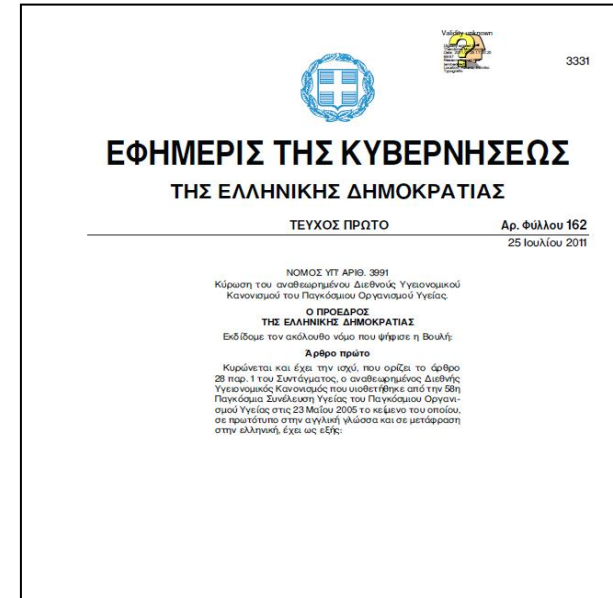 Validity unknown
3331
ΕΦΗΜΕΡΙΣ ΤΗΣ ΚΥΒΕΡΝΗΣΕΩΣ
ΤΗΣ ΕΛΛΗΝΙΚΗΣ ΔΗΜΟΚΡΑΤΙΑΣ
ΤΕΥΧΟΣ ΠΡΩΤΟ
Αρ. Φύλλου 162
25 Ιουλίου 2011
ΝΟΜΟΣ ΥΠ’ ΑΡΙΘ. 3991
Κύρωση του αναθεωρημένου Διεθνούς Υγειονομικού
Κανονισμού του Παγκόσμιου Οργανισμού Υγείας.
Ο ΠΡΟΕΔΡΟΣ
ΤΗΣ ΕΛΛΗΝΙΚΗΣ ΔΗΜΟΚΡΑΤΙΑΣ
Εκδίδομε τον ακόλουθο νόμο που ψήφισε η Βουλή:
Άρθρο πρώτο
Κυρώνεται και έχει την ισχύ, που ορίζει το άρθρο
28 παρ. 1 του Συντάγματος, ο αναθεωρημένος Διεθνής
Υγειονομικός Κανονισμός που υιοθετήθηκε από την 58η
Παγκόσμια Συνέλευση Υγείας του Παγκόσμιου Οργανι-
σμού Υγείας στις 23 Μαΐου 2005 το κείμενο του οποίου,
σε πρωτότυπο στην αγγλική γλώσσα και σε μετάφραση
στην ελληνική, έχει ως εξής: